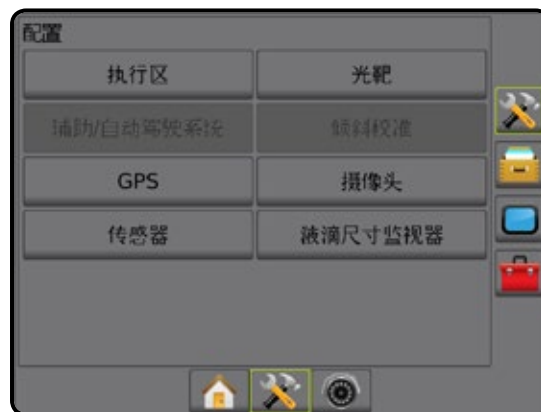 配置
执行区
光靶
辅助/自动驾驶系统
倾斜校准
GPS
摄像头
传感器
液滴尺寸监视器